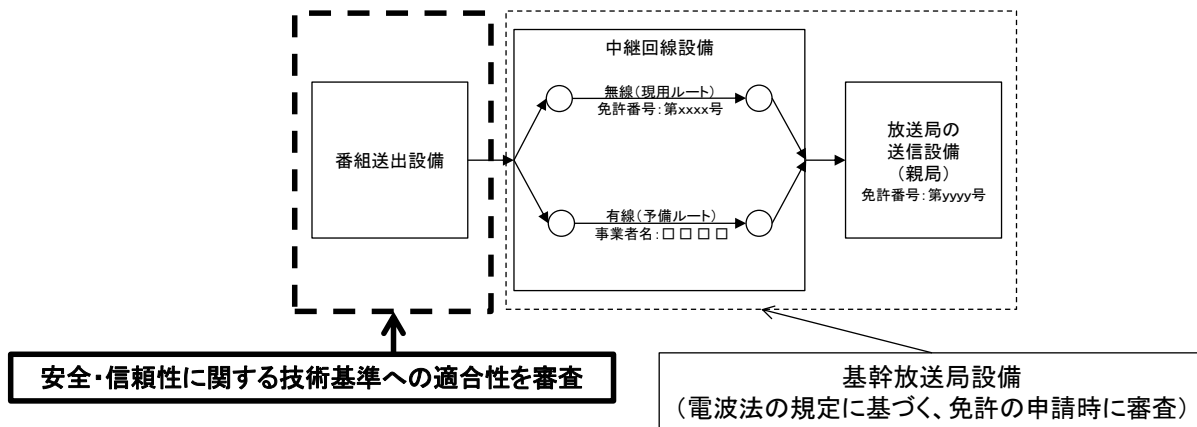 中継回線設備
番組送出設備
無線(現用ルート)
免許番号:第xxxx号
有線(予備ルート)
事業者名:□□□□
放送局の
送信設備
(親局)
免許番号:第yyyy号
安全・信頼性に関する技術基準への適合性を審査
基幹放送局設備
(電波法の規定に基づく、免許の申請時に審査)